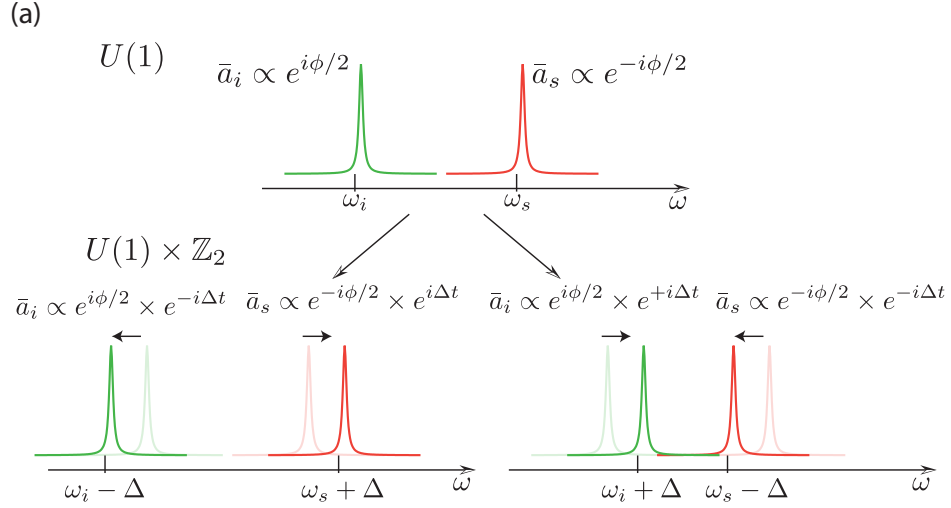 (a)
U(1)
ā_i ∝ e^{iϕ/2}
ā_s ∝ e^{-iϕ/2}
ω_i
ω_s
ω
U(1) × ℤ_2
ā_i ∝ e^{iϕ/2} × e^{-iΔt}
ā_s ∝ e^{-iϕ/2} × e^{iΔt}
ā_i ∝ e^{iϕ/2} × e^{+iΔt}
ā_s ∝ e^{-iϕ/2} × e^{-iΔt}
ω_i − Δ
ω_s + Δ
ω
ω_i + Δ
ω_s − Δ
ω